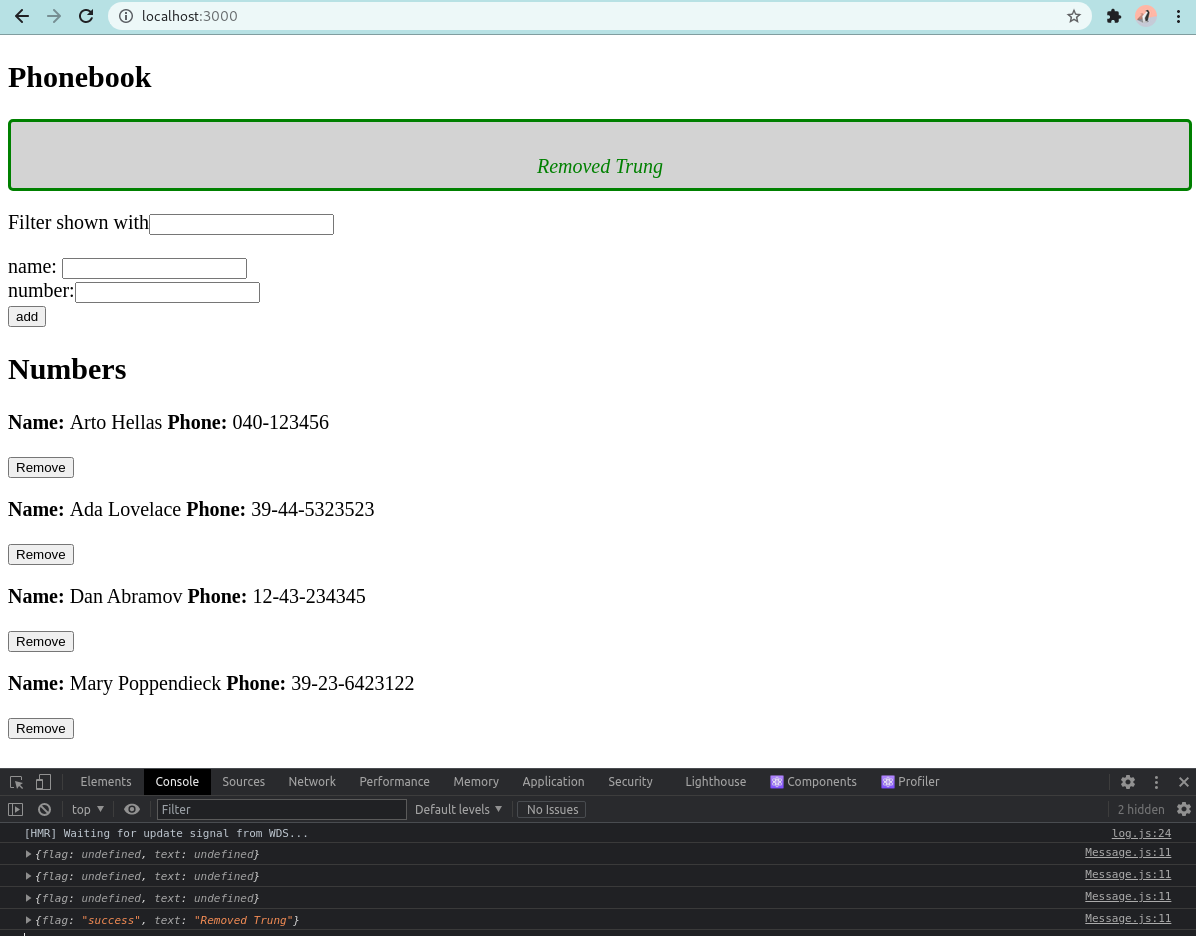 localhost:3000
Phonebook
Removed Trung
Filter shown with
name:
number:
add
Numbers
Name: Arto Hellas Phone: 040-123456
Remove
Name: Ada Lovelace Phone: 39-44-5323523
Remove
Name: Dan Abramov Phone: 12-43-234345
Remove
Name: Mary Poppendieck Phone: 39-23-6423122
Remove
Elements Console Sources Network Performance Memory Application Security Lighthouse Components Profiler
top Filter Default levels No Issues 2 hidden
[HMR] Waiting for update signal from WDS... log.js:24
{flag: undefined, text: undefined} Message.js:11
{flag: undefined, text: undefined} Message.js:11
{flag: undefined, text: undefined} Message.js:11
{flag: "success", text: "Removed Trung"} Message.js:11